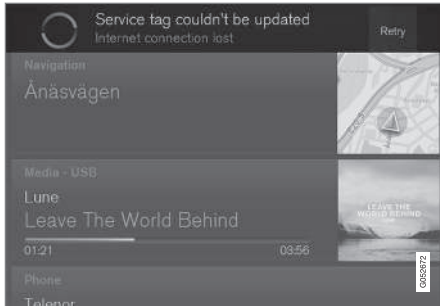 Service tag couldn't be updated
Internet connection lost
Retry
Navigation
Ånäsvägen
Media - USB
Lune
Leave The World Behind
LEAVE THE
WORLD BEHIND
01:21
03:56
Phone
Telenor
G052672